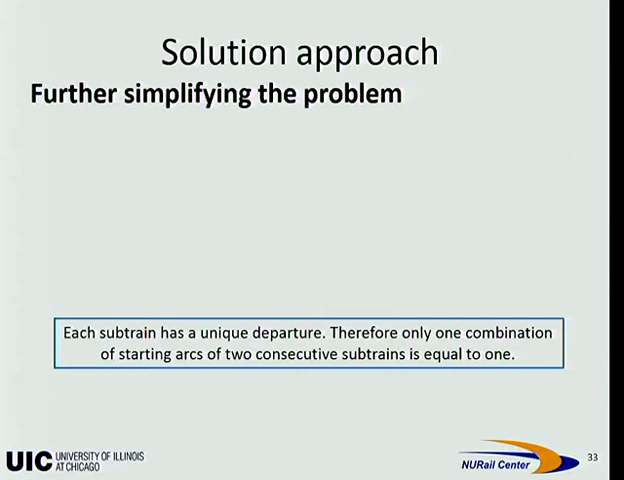 Solution approach
Further simplifying the problem
Each subtrain has a unique departure. Therefore only one combination
of starting arcs of two consecutive subtrains is equal to one.
UIC UNIVERSITY OF ILLINOIS
AT CHICAGO
NURail Center
33